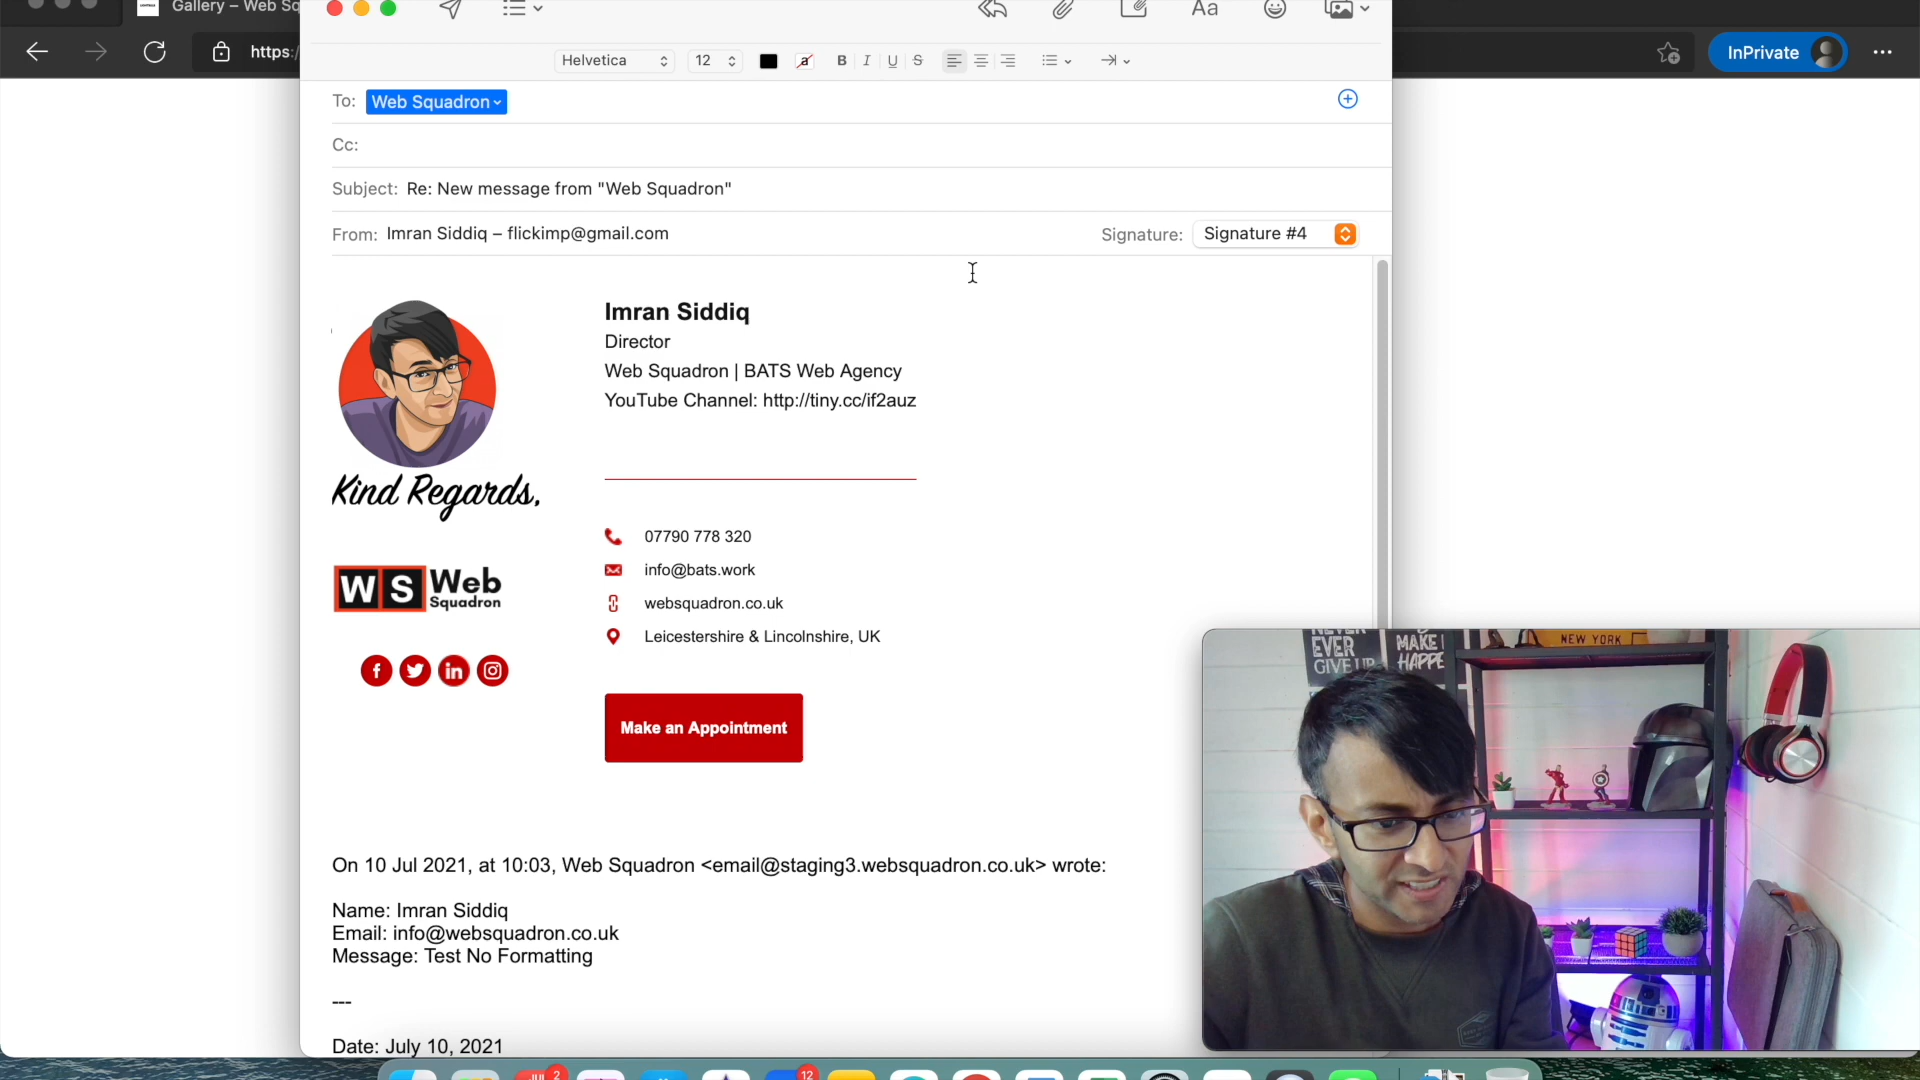 Gallery – Web Sq
https:/
InPrivate
Aa
Helvetica
12
a
B I U S
To: Web Squadron
Cc:
Subject: Re: New message from "Web Squadron"
From: Imran Siddiq – flickimp@gmail.com
Signature: Signature #4
Imran Siddiq
Director
Web Squadron | BATS Web Agency
YouTube Channel: http://tiny.cc/if2auz
Kind Regards,
07790 778 320
info@bats.work
websquadron.co.uk
Leicestershire & Lincolnshire, UK
WS Web
Squadron
f in
Make an Appointment
On 10 Jul 2021, at 10:03, Web Squadron <email@staging3.websquadron.co.uk> wrote:
Name: Imran Siddiq
Email: info@websquadron.co.uk
Message: Test No Formatting
---
Date: July 10, 2021
NEVER
EVER
GIVE UP
MAKE I
HAPPE
NEW YORK
JUL 2
12